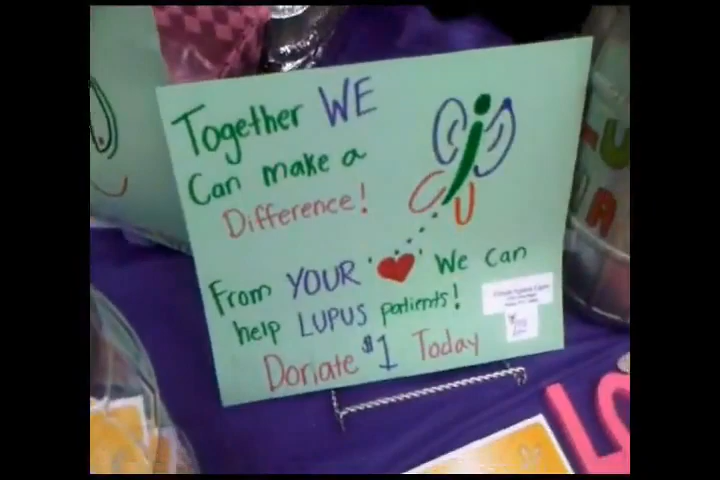 Together WE
Can make a
Difference!
From YOUR We Can
help LUPUS patients!
Donate $1 Today